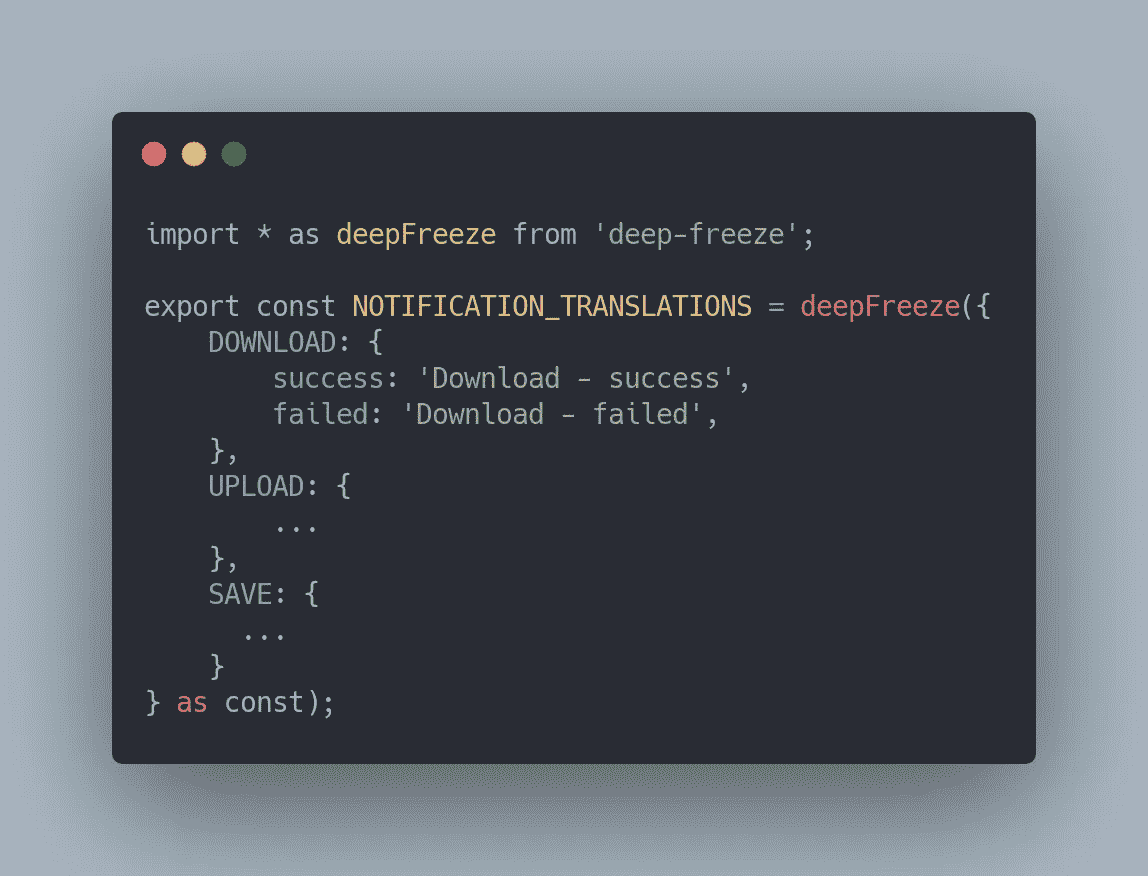 import * as deepFreeze from 'deep-freeze';

export const NOTIFICATION_TRANSLATIONS = deepFreeze({
    DOWNLOAD: {
        success: 'Download - success',
        failed: 'Download - failed',
    },
    UPLOAD: {
        ...
    },
    SAVE: {
      ...
    }
} as const);